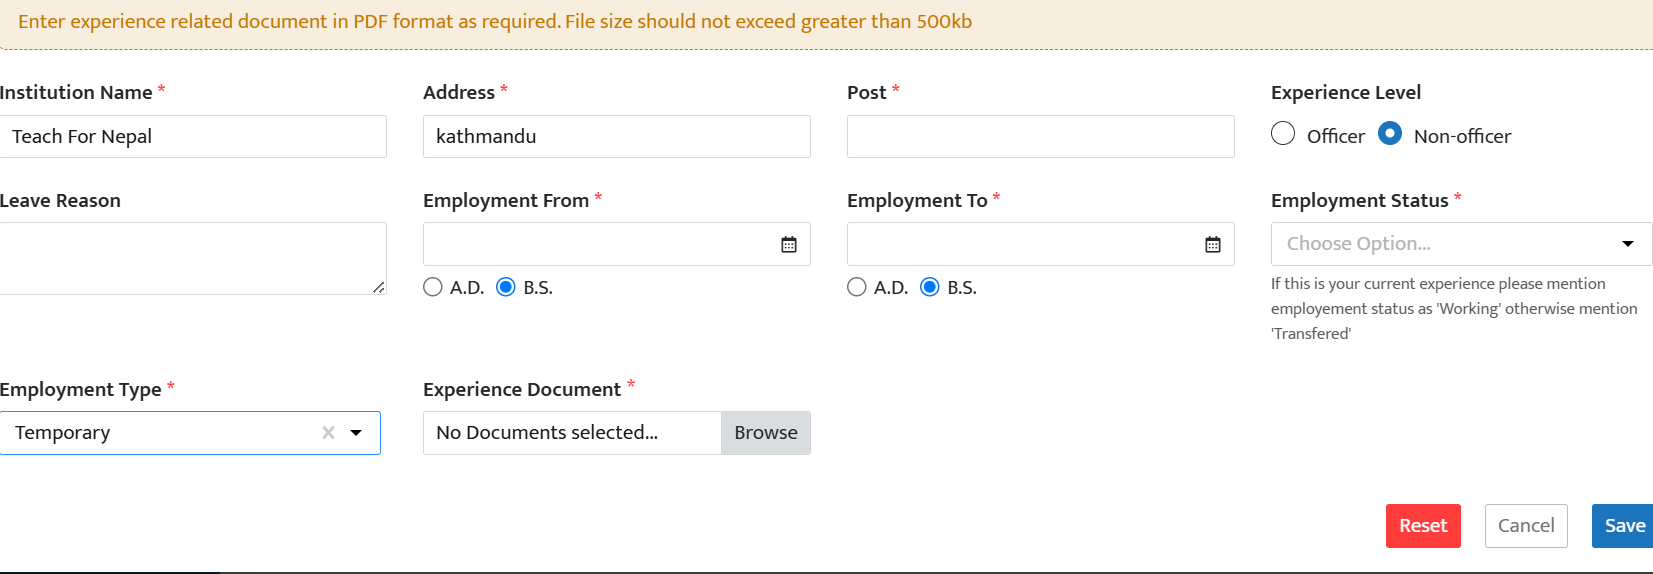 Enter experience related document in PDF format as required. File size should not exceed greater than 500kb
Institution Name *
Address *
Post *
Experience Level
Teach For Nepal
kathmandu
Officer
Non-officer
Leave Reason
Employment From *
Employment To *
Employment Status *
Choose Option...
A.D.
B.S.
A.D.
B.S.
If this is your current experience please mention
employement status as 'Working' otherwise mention
'Transfered'
Employment Type *
Experience Document *
Temporary
No Documents selected...
Browse
Reset
Cancel
Save